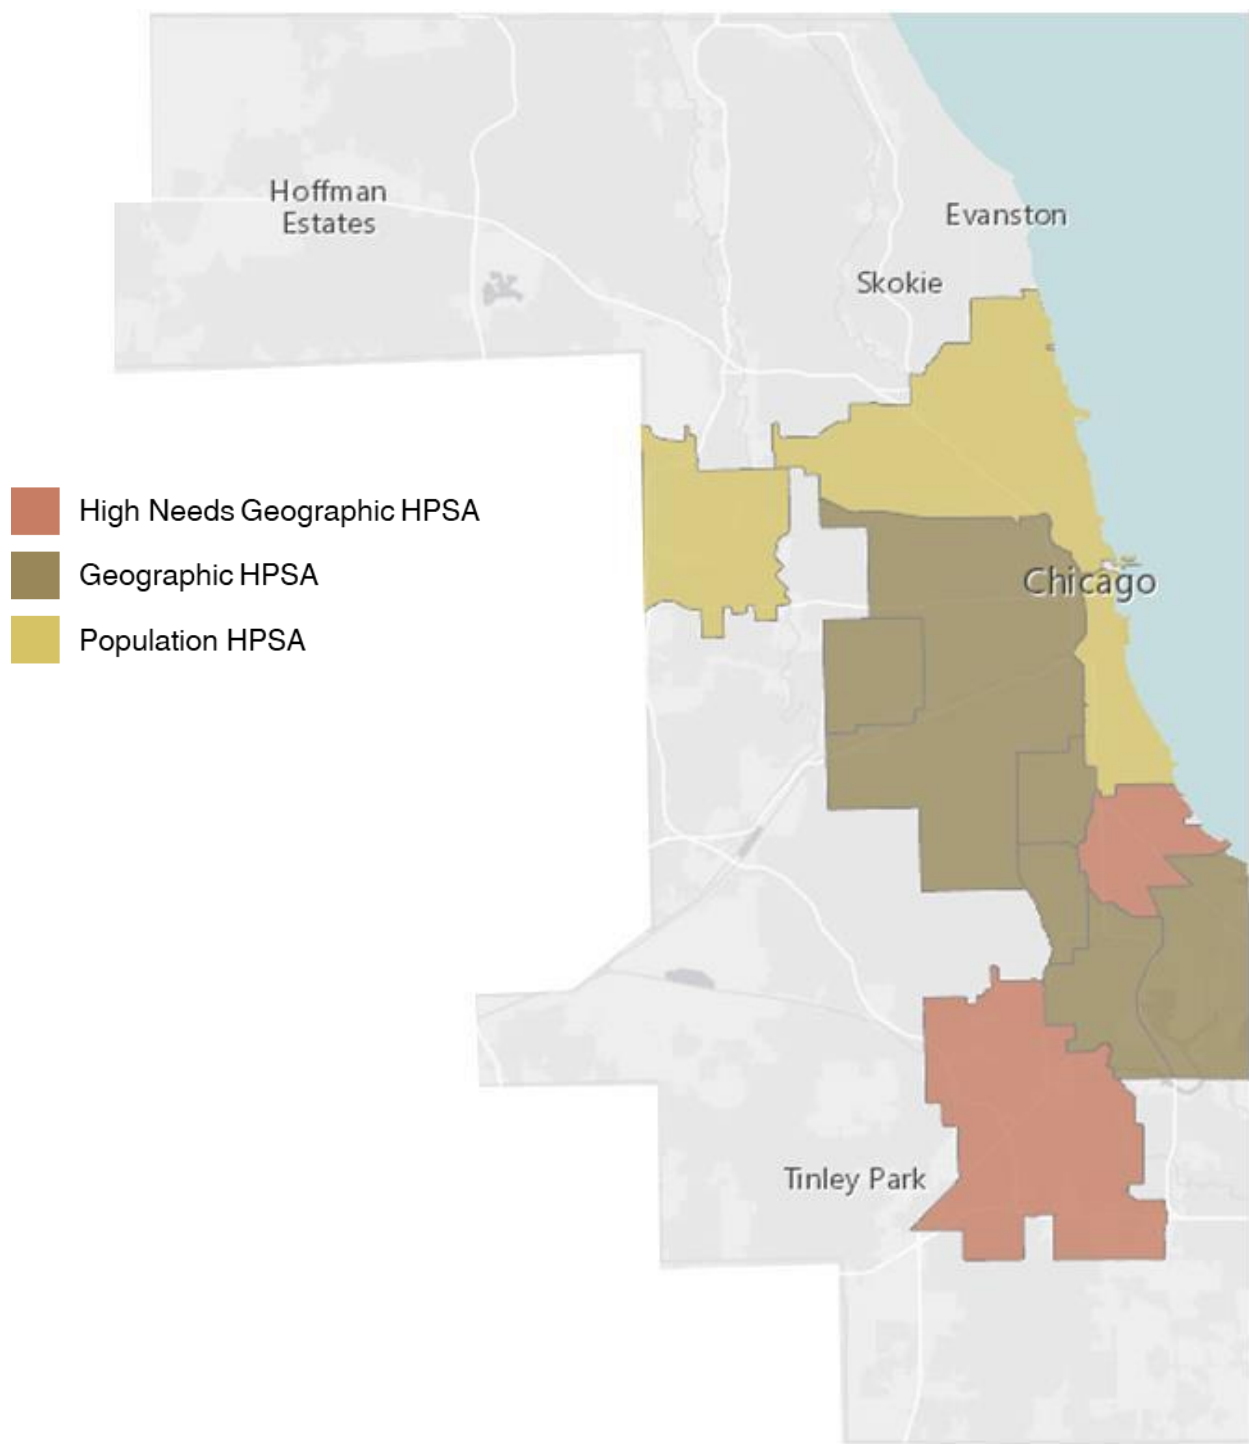 Hoffman
Estates
Evanston
Skokie
High Needs Geographic HPSA
Geographic HPSA
Chicago
Population HPSA
Tinley Park